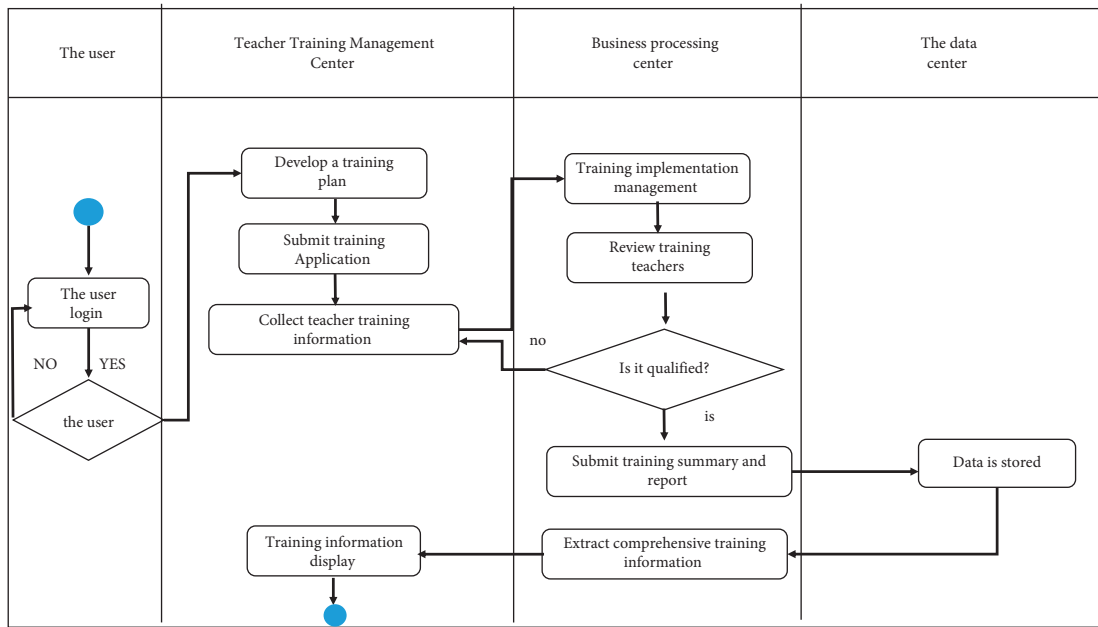 The user
Teacher Training Management
Center
Business processing
center
The data
center
Develop a training
plan
Training implementation
management
Submit training
Application
Review training
teachers
The user
login
Collect teacher training
information
no
NO
YES
Is it qualified?
the user
is
Submit training summary and
report
Data is stored
Training information
display
Extract comprehensive training
information